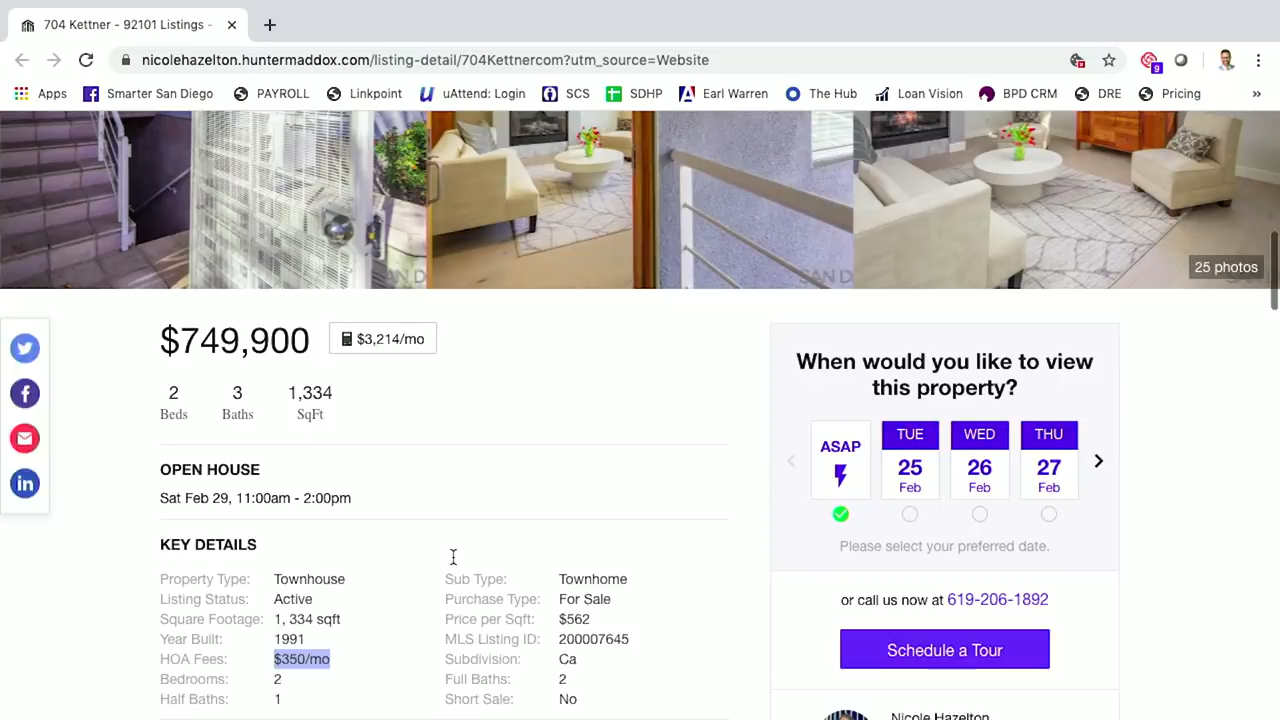 704 Kettner - 92101 Listings -
nicolehazelton.huntermaddox.com/listing-detail/704Kettnercom?utm_source=Website
9
Apps Smarter San Diego PAYROLL Linkpoint uAttend: Login SCS SDHP Earl Warren The Hub Loan Vision BPD CRM DRE Pricing »
SAN D
25 photos
$749,900 $3,214/mo
2 3 1,334
Beds Baths SqFt
OPEN HOUSE
Sat Feb 29, 11:00am - 2:00pm
KEY DETAILS
Property Type: Townhouse Sub Type: Townhome
Listing Status: Active Purchase Type: For Sale
Square Footage: 1, 334 sqft Price per Sqft: $562
Year Built: 1991 MLS Listing ID: 200007645
HOA Fees: $350/mo Subdivision: Ca
Bedrooms: 2 Full Baths: 2
Half Baths: 1 Short Sale: No
When would you like to view
this property?
ASAP TUE WED THU
25 26 27
Feb Feb Feb
Please select your preferred date.
or call us now at 619-206-1892
Schedule a Tour
Nicole Hazelton